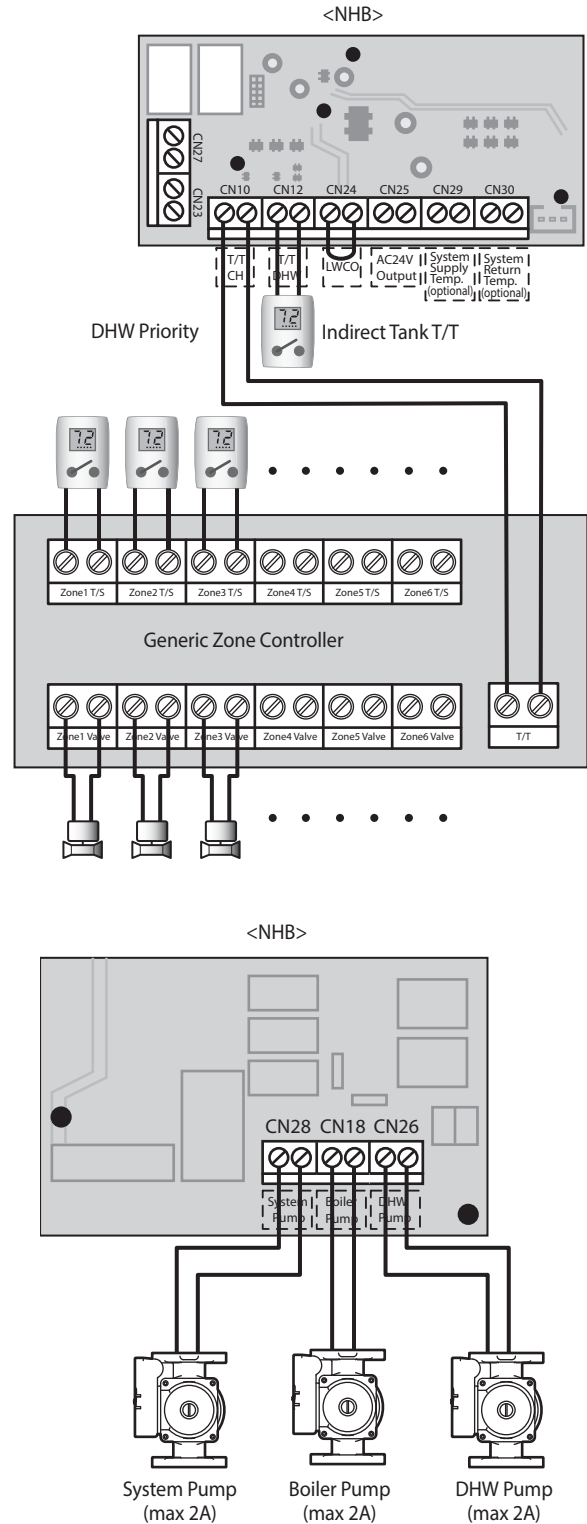 <NHB>
CN27
CN23
CN10 CN12 CN24 CN25 CN29 CN30
T/T
CH
T/T
DHW
LWCO
AC24V
Output
System
Supply
Temp.
(optional)
System
Return
Temp.
(optional)
DHW Priority
72
Indirect Tank T/T
72 72 72
Zone1 T/S Zone2 T/S Zone3 T/S Zone4 T/S Zone5 T/S Zone6 T/S
Generic Zone Controller
Zone1 Valve Zone2 Valve Zone3 Valve Zone4 Valve Zone5 Valve Zone6 Valve
T/T
<NHB>
CN28 CN18 CN26
System
Pump
Boiler
Pump
DHW
Pump
System Pump
(max 2A)
Boiler Pump
(max 2A)
DHW Pump
(max 2A)